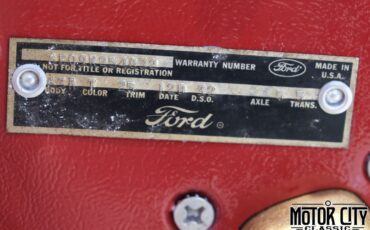 WARRANTY NUMBER Ford MADE IN U.S.A.
NOT FOR TITLE OR REGISTRATION
BODY COLOR TRIM DATE D.S.O. AXLE TRANS.
Ford ®
MOTOR CITY
CLASSIC